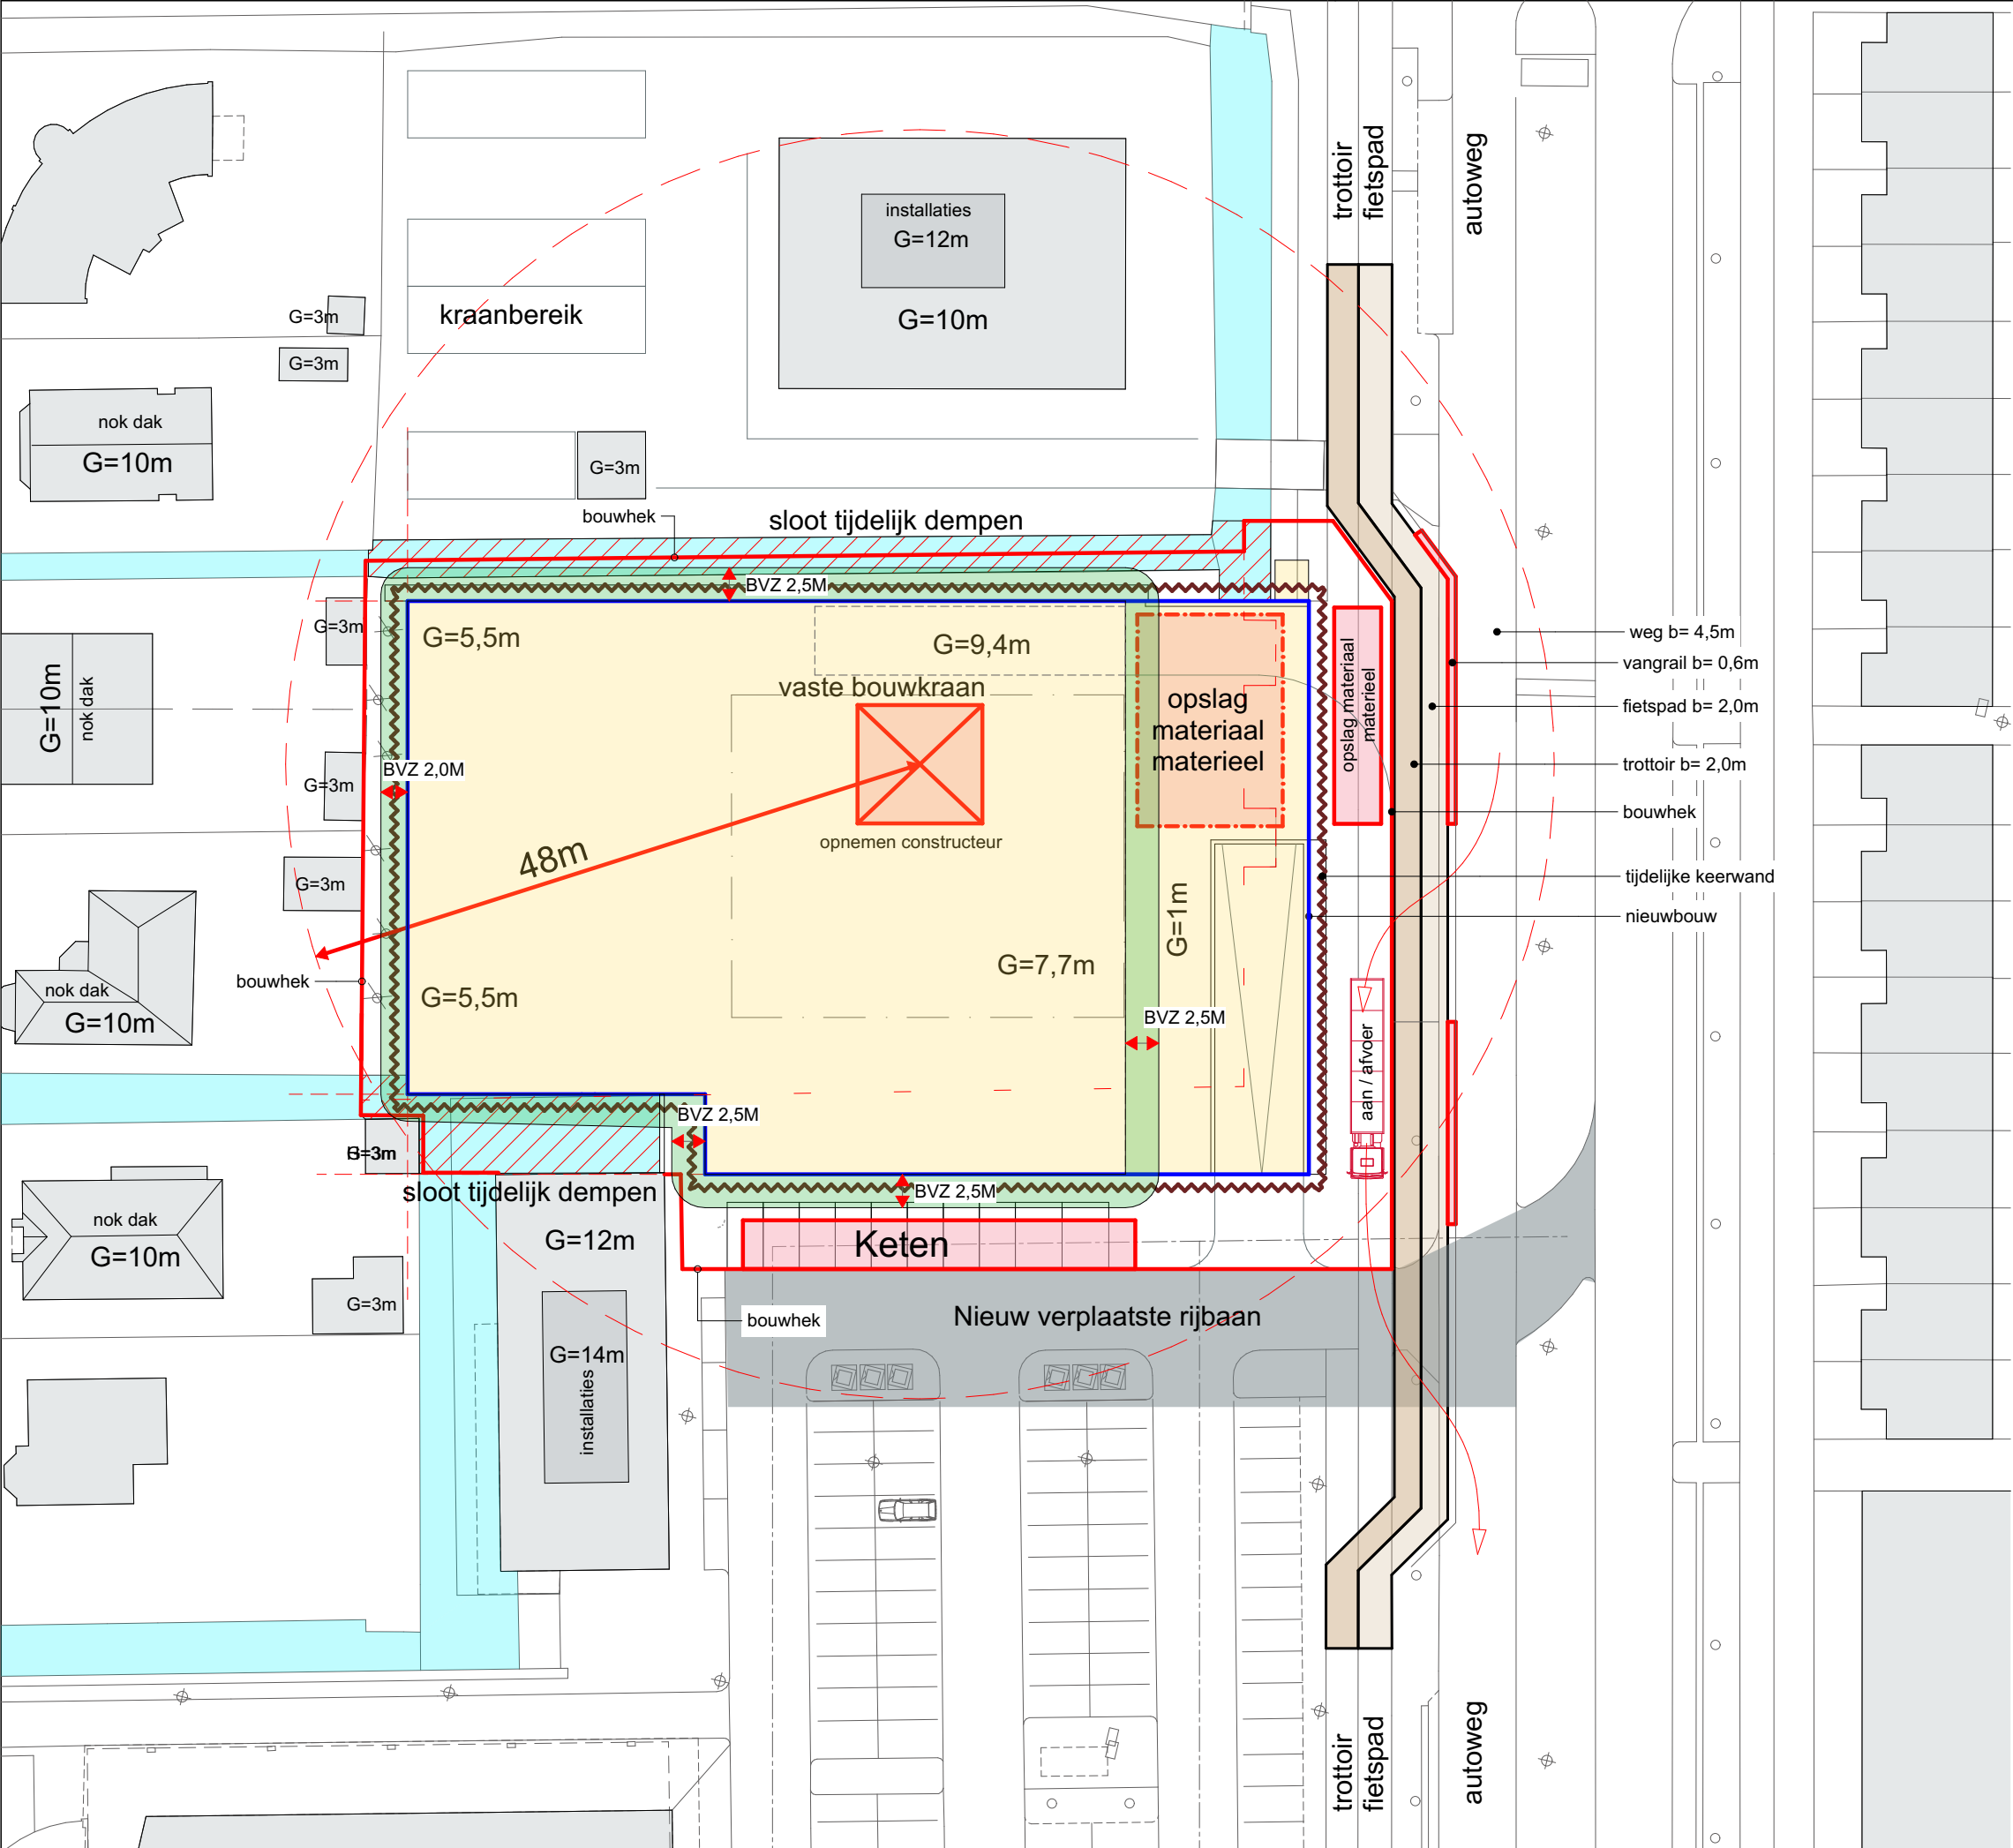 trottoir
fietspad
autoweg
installaties
G=12m
G=10m
kraanbereik
G=3m
G=3m
nok dak
G=10m
G=3m
bouwhek
sloot tijdelijk dempen
BVZ 2,5M
G=3m
G=5,5m
G=9,4m
weg b= 4,5m
vangrail b= 0,6m
fietspad b= 2,0m
trottoir b= 2,0m
bouwhek
tijdelijke keerwand
nieuwbouw
G=10m
nok dak
vaste bouwkraan
opslag
materiaal
materieel
opslag materiaal
materieel
BVZ 2,0M
G=3m
opnemen constructeur
48m
G=3m
G=1m
G=7,7m
bouwhek
nok dak
G=10m
G=5,5m
BVZ 2,5M
aan / afvoer
BVZ 2,5M
G=3m
sloot tijdelijk dempen
BVZ 2,5M
nok dak
G=10m
G=12m
Keten
G=3m
bouwhek
Nieuw verplaatste rijbaan
G=14m
installaties
trottoir
fietspad
autoweg